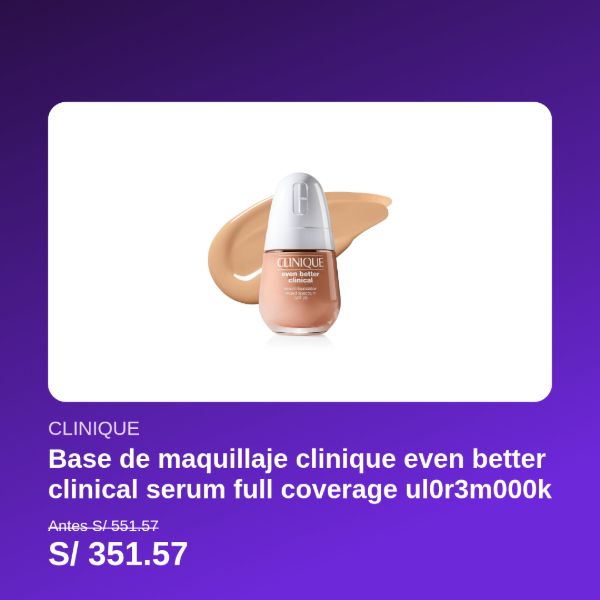 CLINIQUE
even better
clinical
CLINIQUE
Base de maquillaje clinique even better
clinical serum full coverage ul0r3m000k
Antes S/ 551.57
S/ 351.57